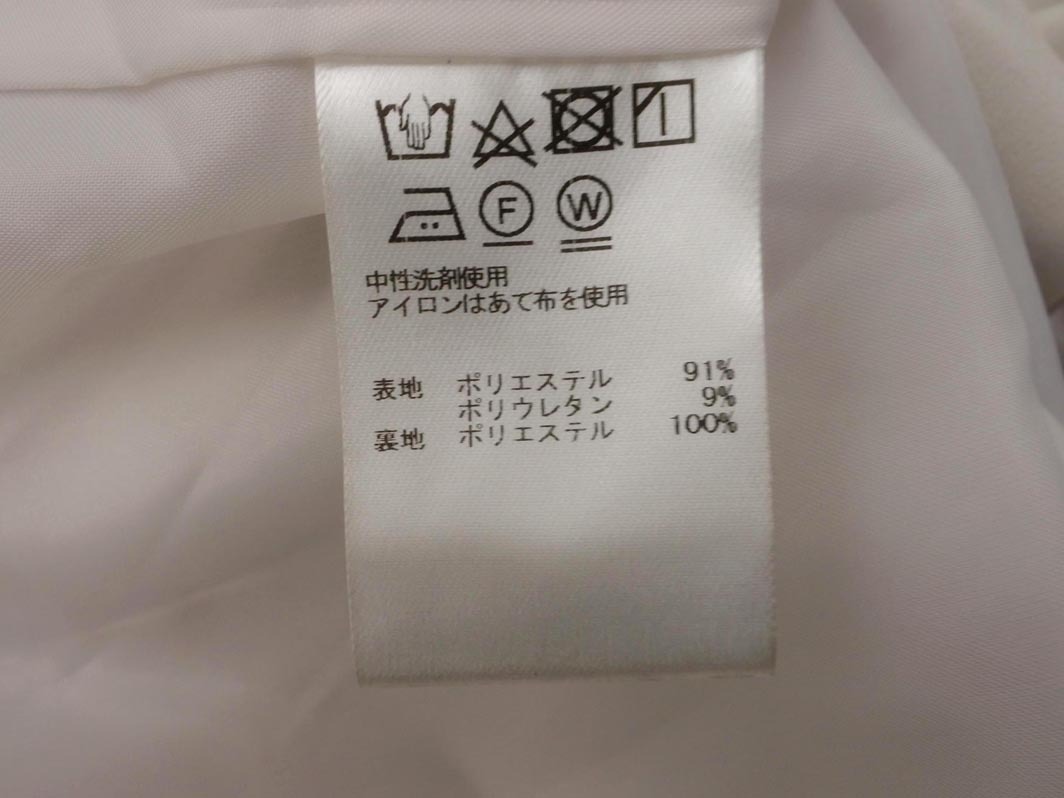 F W
中性洗剤使用
アイロンはあて布を使用
表地 ポリエステル 91%
ポリウレタン 9%
裏地 ポリエステル 100%